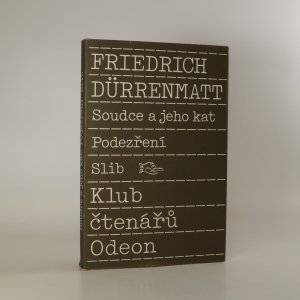 FRIEDRICH
DÜRRENMATT
Soudce a jeho kat
Podezření
Slib
Klub
čtenářů
Odeon